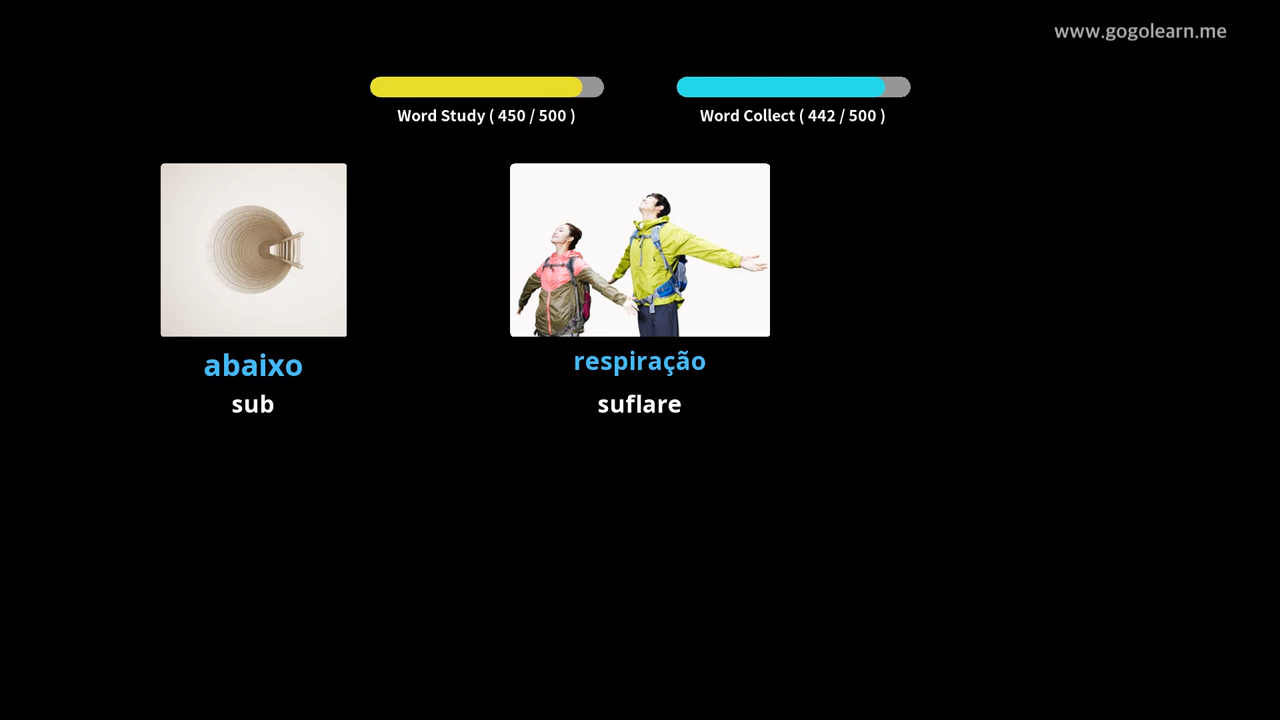 www.gogolearn.me
Word Study ( 450 / 500 )
Word Collect ( 442 / 500 )
abaixo
sub
respiração
suflare